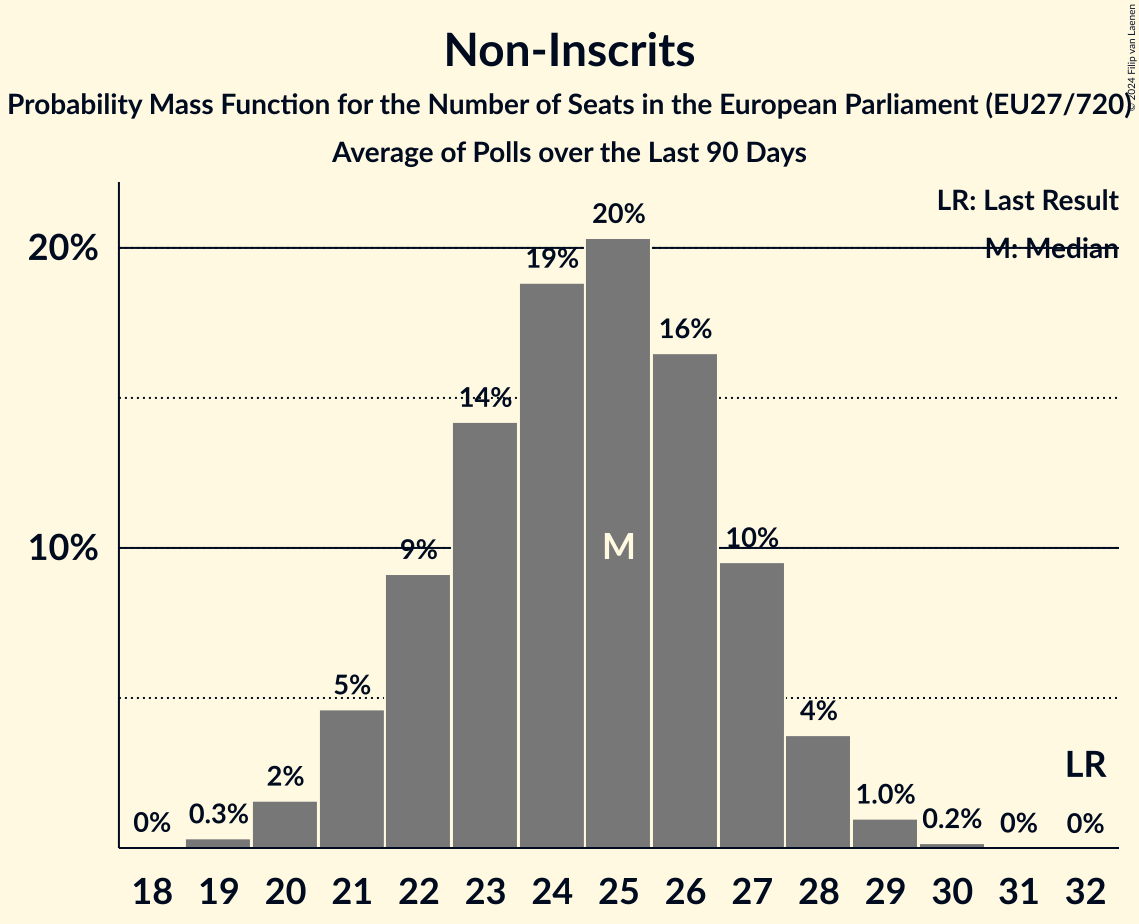 Non-Inscrits
Probability Mass Function for the Number of Seats in the European Parliament (EU27/720)
Average of Polls over the Last 90 Days
© 2024 Filip van Laenen
LR: Last Result
M: Median
20%
10%
0%
0.3%
2%
5%
9%
14%
19%
20%
16%
10%
4%
1.0%
0.2%
0%
0%
M
LR
18 19 20 21 22 23 24 25 26 27 28 29 30 31 32